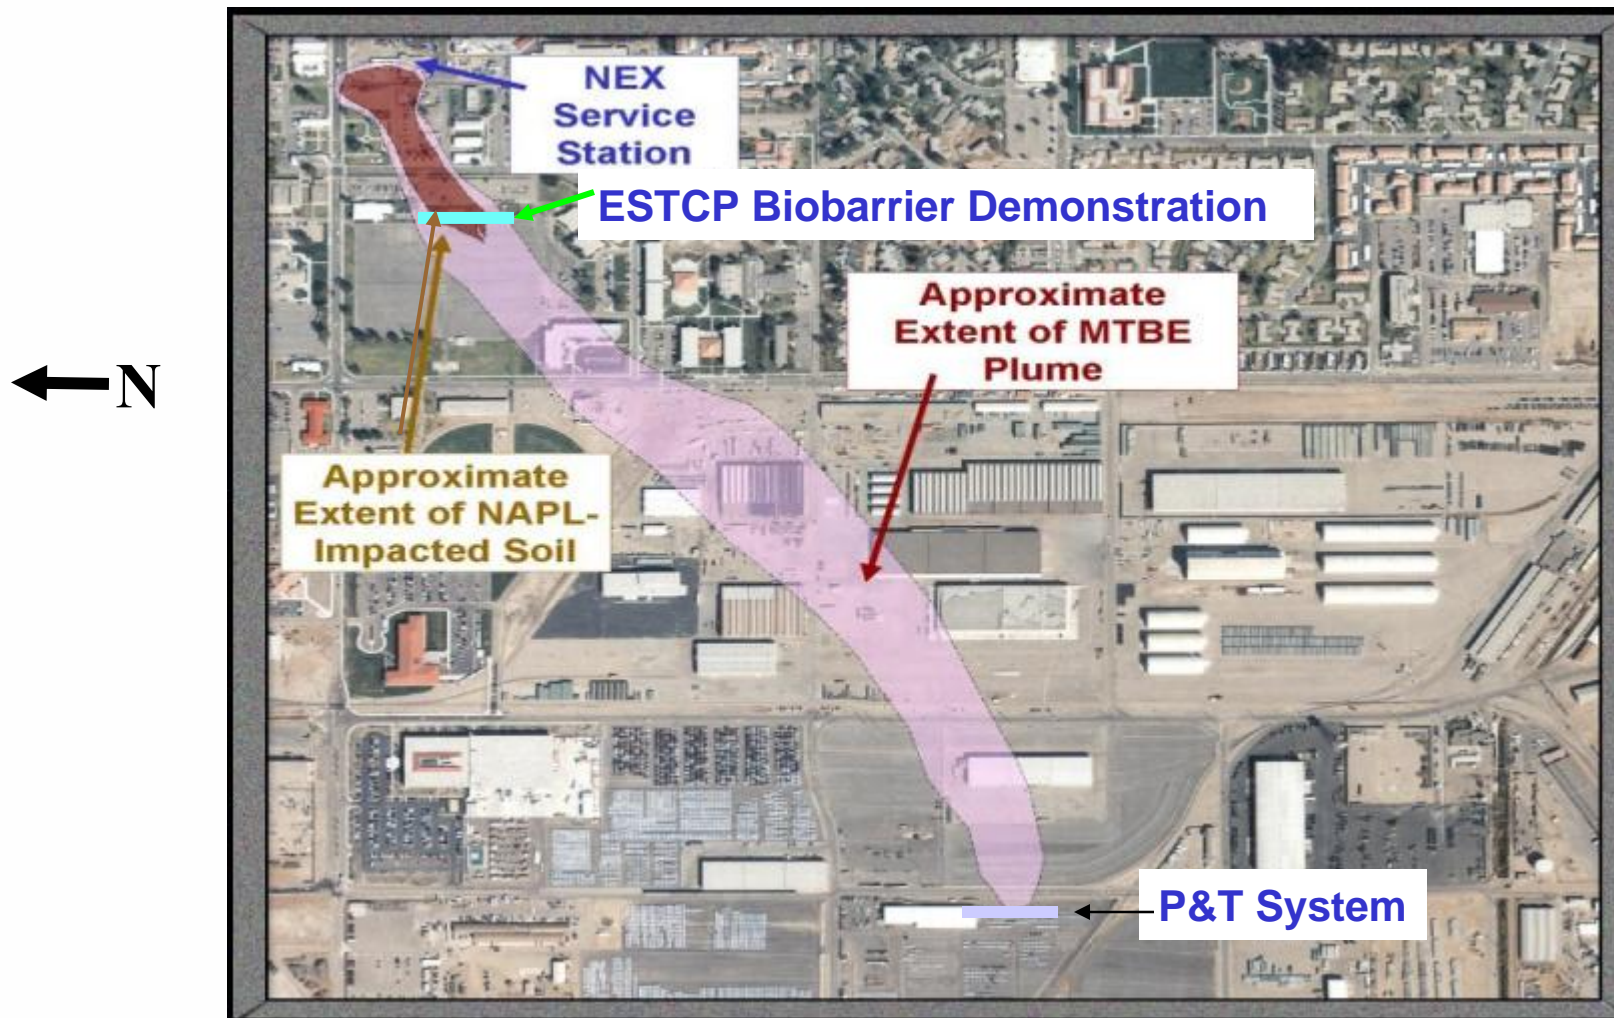 NEX
Service
Station
ESTCP Biobarrier Demonstration
Approximate
Extent of MTBE
Plume
N
Approximate
Extent of NAPL-
Impacted Soil
P&T System